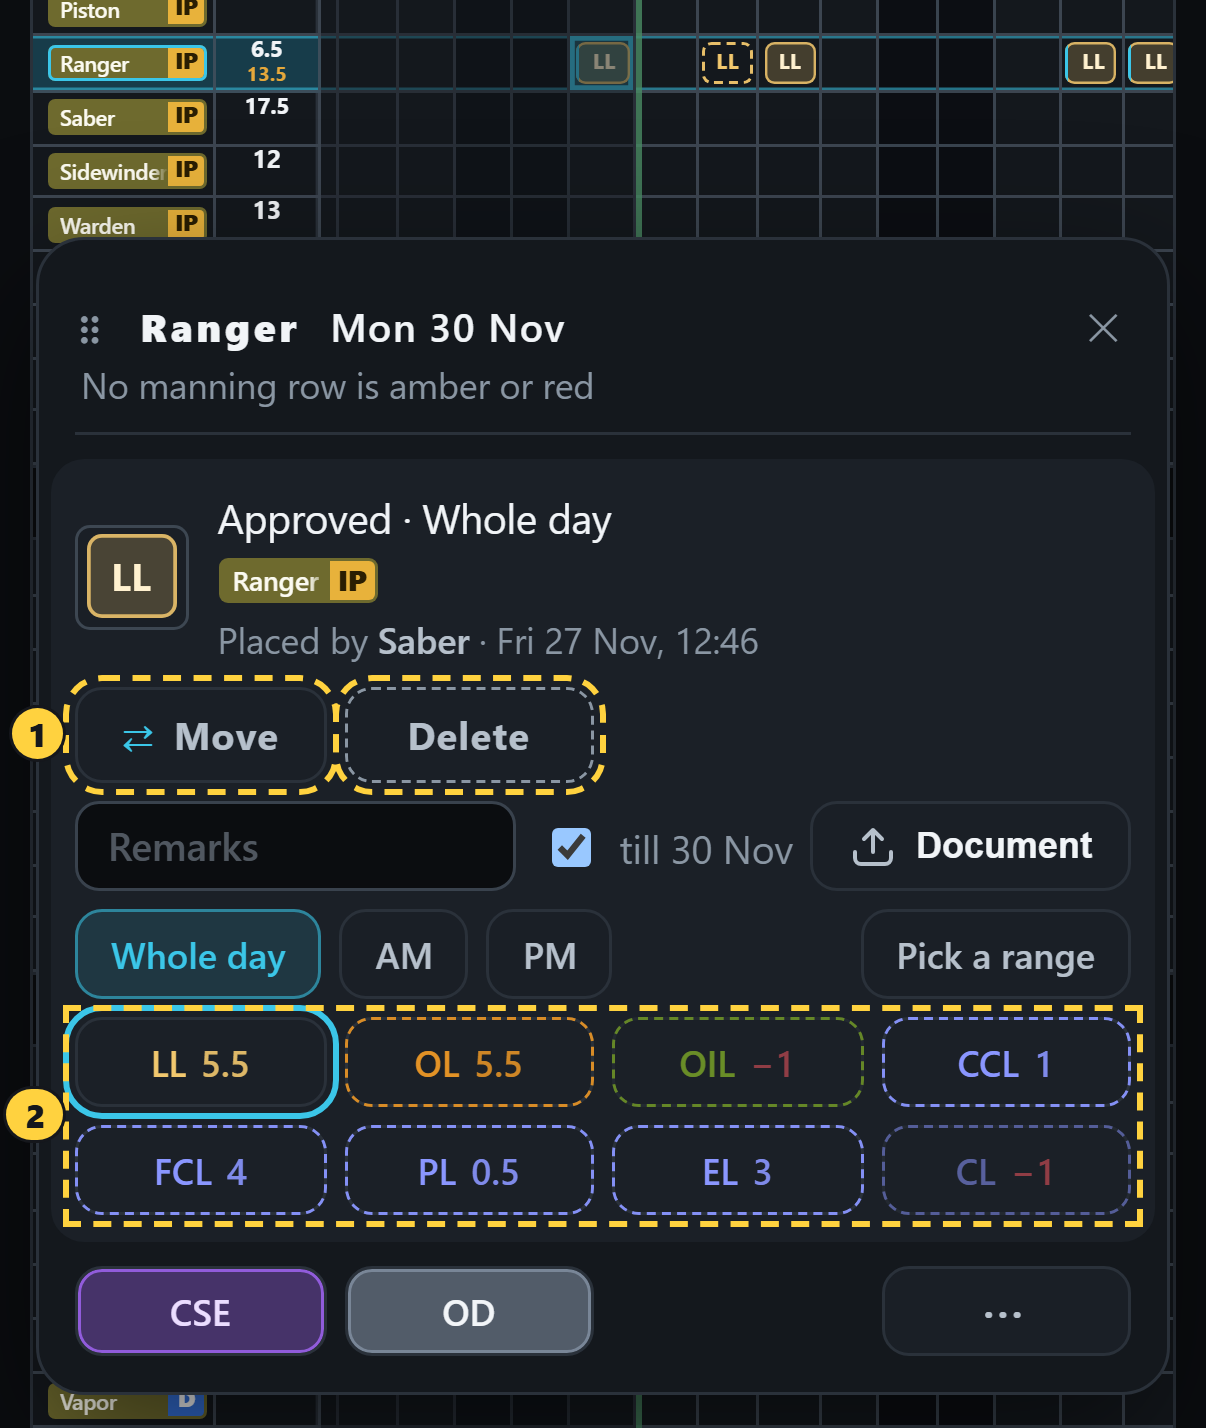 Piston IP
Ranger IP 6.5 LL LL LL LL LL
13.5
Saber IP 17.5
Sidewinder IP 12
Warden IP 13
Ranger Mon 30 Nov
No manning row is amber or red
LL
Approved · Whole day
Ranger IP
Placed by Saber · Fri 27 Nov, 12:46
1
Move Delete
Remarks till 30 Nov Document
Whole day AM PM Pick a range
LL 5.5 OL 5.5 OIL −1 CCL 1
2
FCL 4 PL 0.5 EL 3 CL −1
CSE OD ...
Vapor D